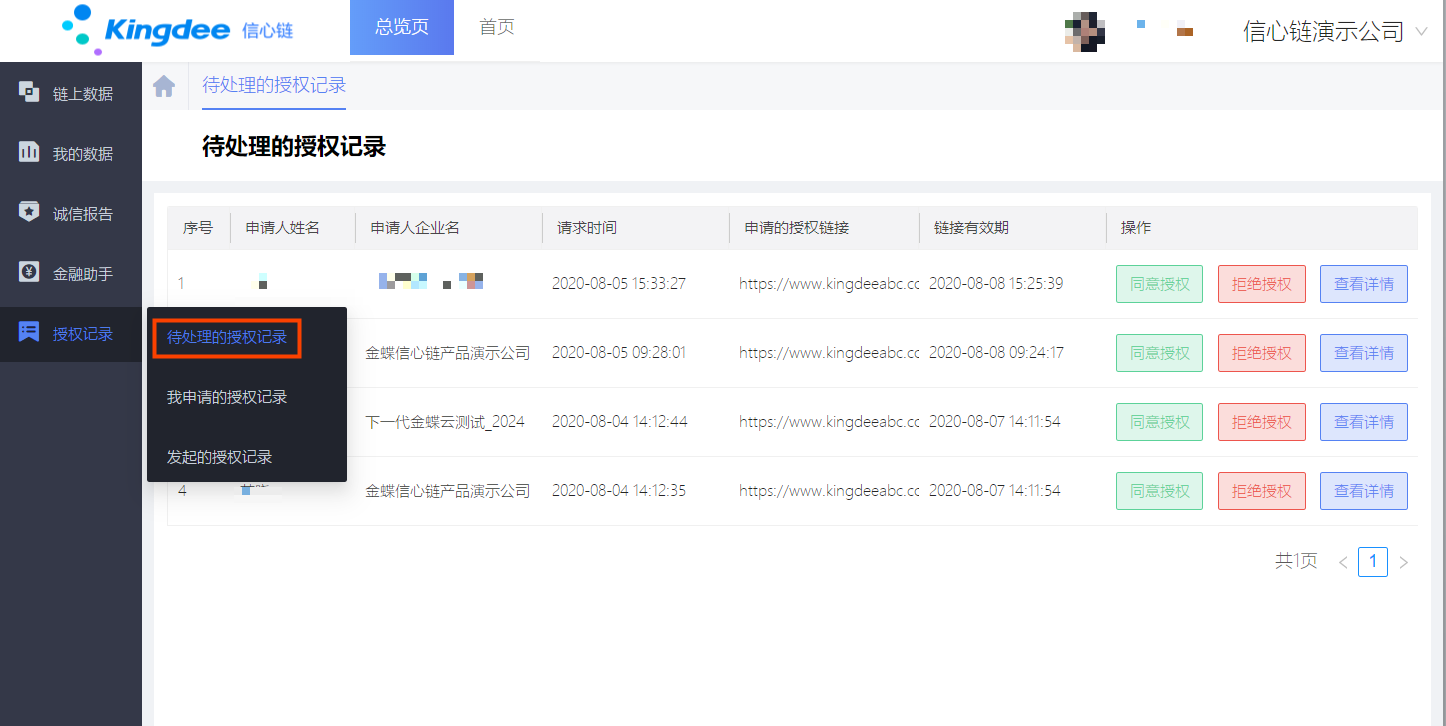 Kingdee 信心链
总览页
首页
信心链演示公司
链上数据
我的数据
诚信报告
金融助手
授权记录
待处理的授权记录
待处理的授权记录
待处理的授权记录
我申请的授权记录
发起的授权记录
序号 申请人姓名 申请人企业名 请求时间 申请的授权链接 链接有效期 操作
1 2020-08-05 15:33:27 https://www.kingdeeabc.cc 2020-08-08 15:25:39 同意授权 拒绝授权 查看详情
金蝶信心链产品演示公司 2020-08-05 09:28:01 https://www.kingdeeabc.cc 2020-08-08 09:24:17 同意授权 拒绝授权 查看详情
下一代金蝶云测试_2024 2020-08-04 14:12:44 https://www.kingdeeabc.cc 2020-08-07 14:11:54 同意授权 拒绝授权 查看详情
4 金蝶信心链产品演示公司 2020-08-04 14:12:35 https://www.kingdeeabc.cc 2020-08-07 14:11:54 同意授权 拒绝授权 查看详情
共1页 < 1 >